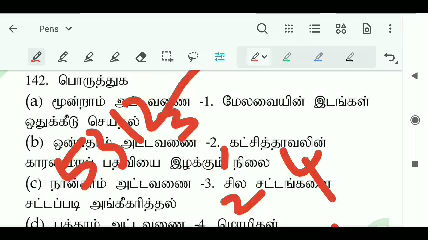 Pens
142. பொருத்துக
(a) மூன்றாம் அட்டவணை -1. மேலவையின் இடங்கள்
ஒதுக்கீடு செய்தல்
(b) ஒன்பதாம் அட்டவணை -2. கட்சித்தாவலின்
காரணமாய் பதவியை இழக்கும் நிலை
(c) நான்காம் அட்டவணை -3. சில சட்டங்களை
சட்டப்படி அங்கீகரித்தல்
(d) பத்தாம் அட்டவணை -4. மொழிகள்